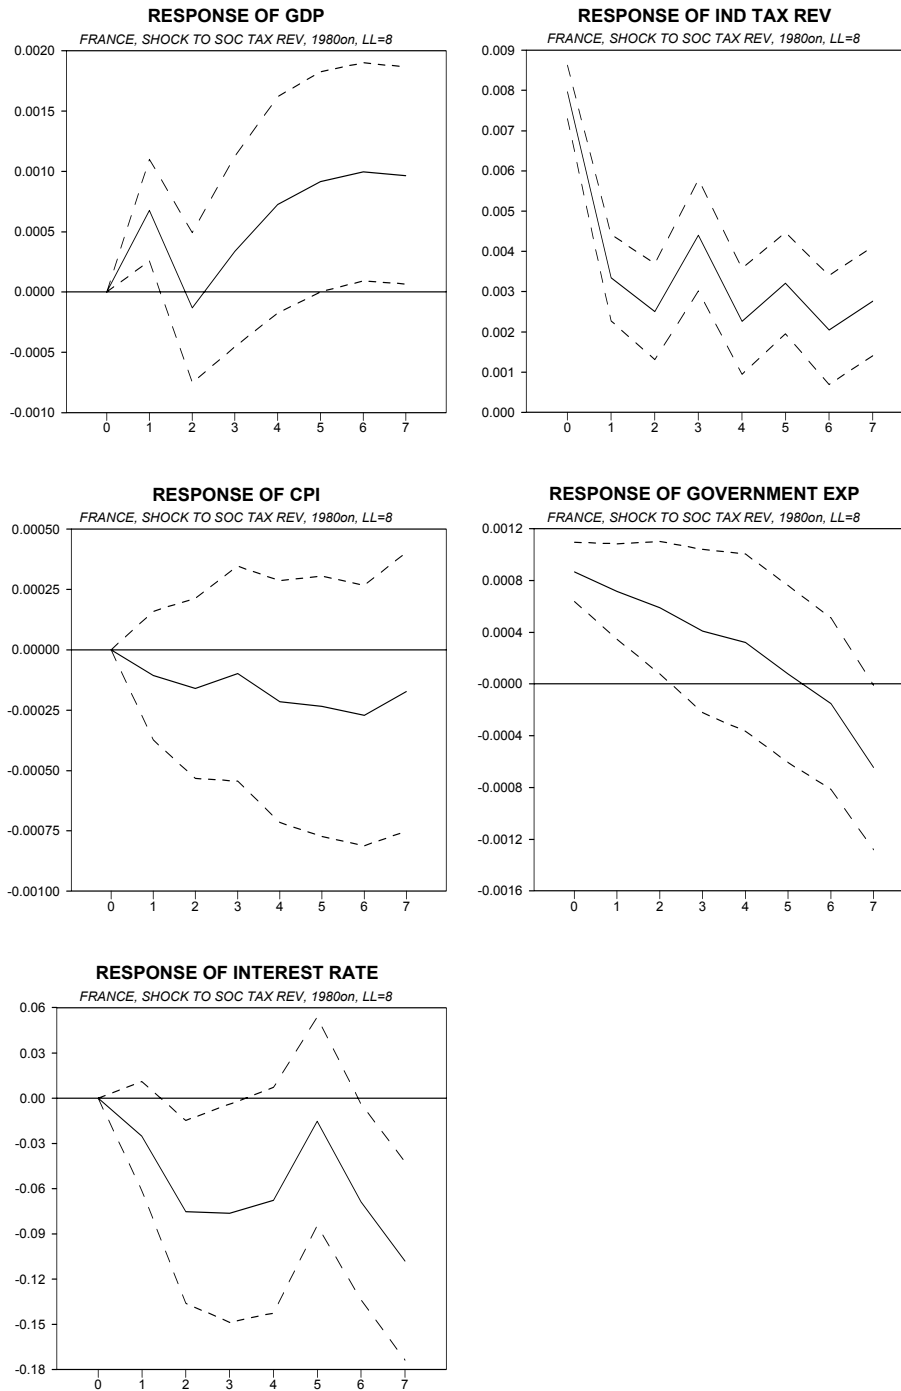 RESPONSE OF GDP
FRANCE, SHOCK TO SOC TAX REV, 1980on, LL=8
0.0020
0.0015
0.0010
0.0005
0.0000
-0.0005
-0.0010
0 1 2 3 4 5 6 7
RESPONSE OF IND TAX REV
FRANCE, SHOCK TO SOC TAX REV, 1980on, LL=8
0.009
0.008
0.007
0.006
0.005
0.004
0.003
0.002
0.001
0.000
0 1 2 3 4 5 6 7
RESPONSE OF CPI
FRANCE, SHOCK TO SOC TAX REV, 1980on, LL=8
0.00050
0.00025
0.00000
-0.00025
-0.00050
-0.00075
-0.00100
0 1 2 3 4 5 6 7
RESPONSE OF GOVERNMENT EXP
FRANCE, SHOCK TO SOC TAX REV, 1980on, LL=8
0.0012
0.0008
0.0004
-0.0000
-0.0004
-0.0008
-0.0012
-0.0016
0 1 2 3 4 5 6 7
RESPONSE OF INTEREST RATE
FRANCE, SHOCK TO SOC TAX REV, 1980on, LL=8
0.06
0.03
0.00
-0.03
-0.06
-0.09
-0.12
-0.15
-0.18
0 1 2 3 4 5 6 7